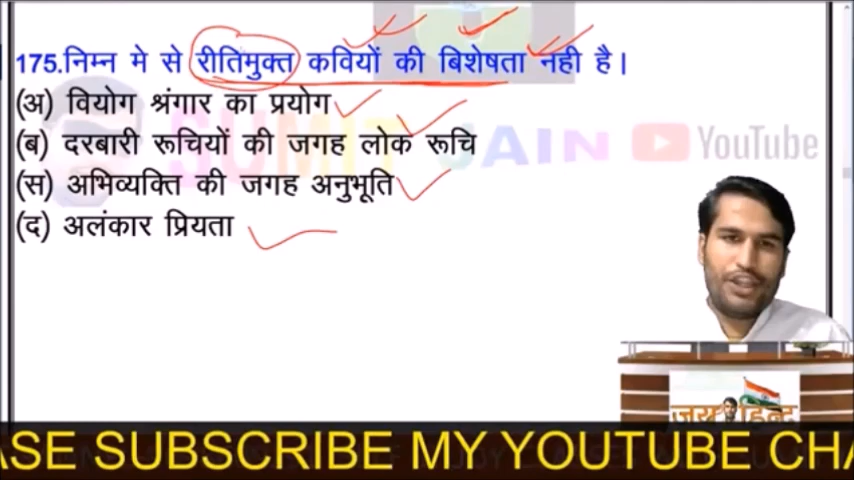 175.निम्न मे से रीतिमुक्त कवियों की बिशेषता नही है।
(अ) वियोग श्रंगार का प्रयोग
(ब) दरबारी रूचियों की जगह लोक रूचि
(स) अभिव्यक्ति की जगह अनुभूति
(द) अलंकार प्रियता
SUMIT JAIN YouTube
जय हिन्द
ASE SUBSCRIBE MY YOUTUBE CHA